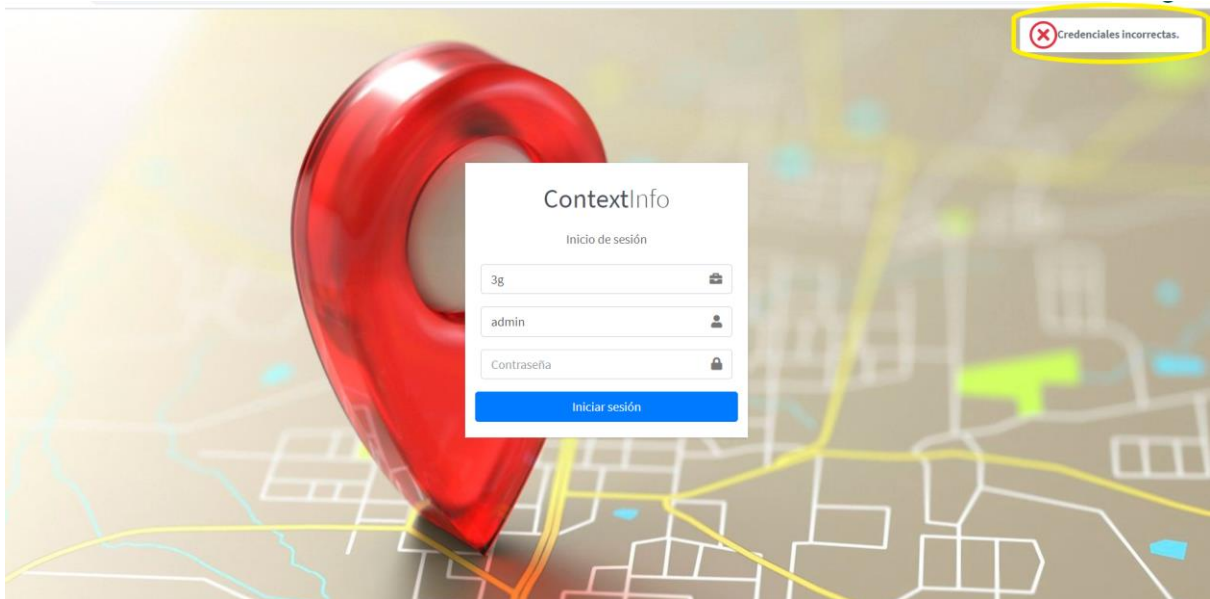 Credenciales incorrectas.
ContextInfo
Inicio de sesión
3g
admin
Contraseña
Iniciar sesión